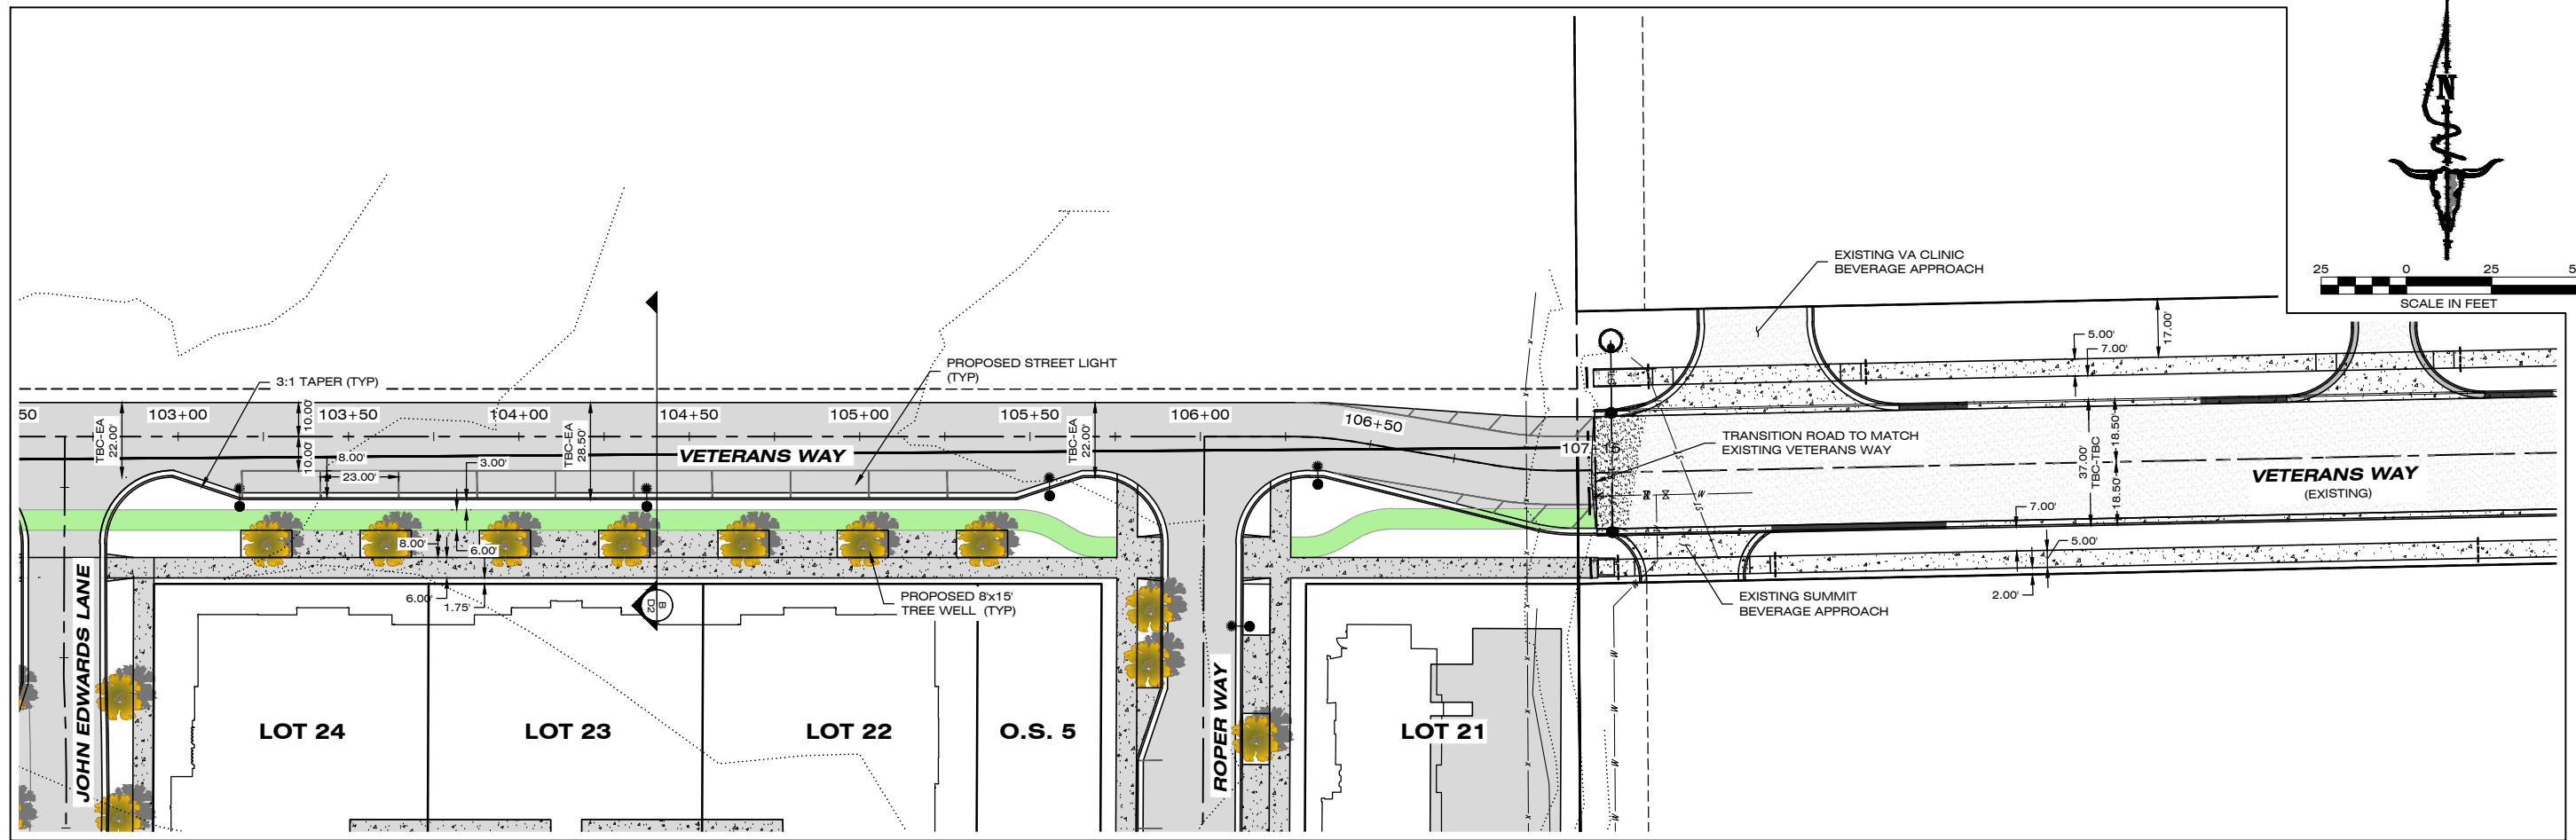 N
25 0 25
SCALE IN FEET
EXISTING VA CLINIC
BEVERAGE APPROACH
17.00'
5.00'
7.00'
PROPOSED STREET LIGHT
(TYP)
3:1 TAPER (TYP)
50 103+00 103+50 104+00 104+50 105+00 105+50 106+00 106+50 107
10.00'
10.00'
TBC-EA
22.00'
TBC-EA
28.50'
TBC-EA
22.00'
8.00'
23.00'
3.00'
VETERANS WAY
TRANSITION ROAD TO MATCH
EXISTING VETERANS WAY
37.00'
TBC-TBC
18.50'
18.50'
VETERANS WAY
(EXISTING)
7.00'
5.00'
2.00'
8.00'
6.00'
6.00'
1.75'
B
D2
PROPOSED 8'x15'
TREE WELL (TYP)
EXISTING SUMMIT
BEVERAGE APPROACH
JOHN EDWARDS LANE
LOT 24
LOT 23
LOT 22
O.S. 5
ROPER WAY
LOT 21
x
x
x
x
W
W
W
W
W